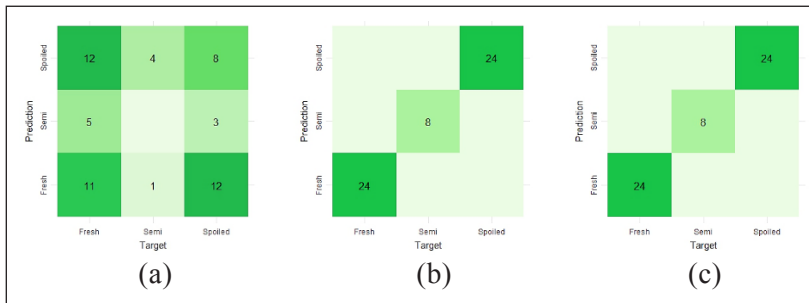 Prediction
Spoiled
12 4 8
Semi
5 3
Fresh
11 1 12
Fresh Semi Spoiled
Target
(a)
Prediction
Spoiled
24
Semi
8
Fresh
24
Fresh Semi Spoiled
Target
(b)
Prediction
Spoiled
24
Semi
8
Fresh
24
Fresh Semi Spoiled
Target
(c)